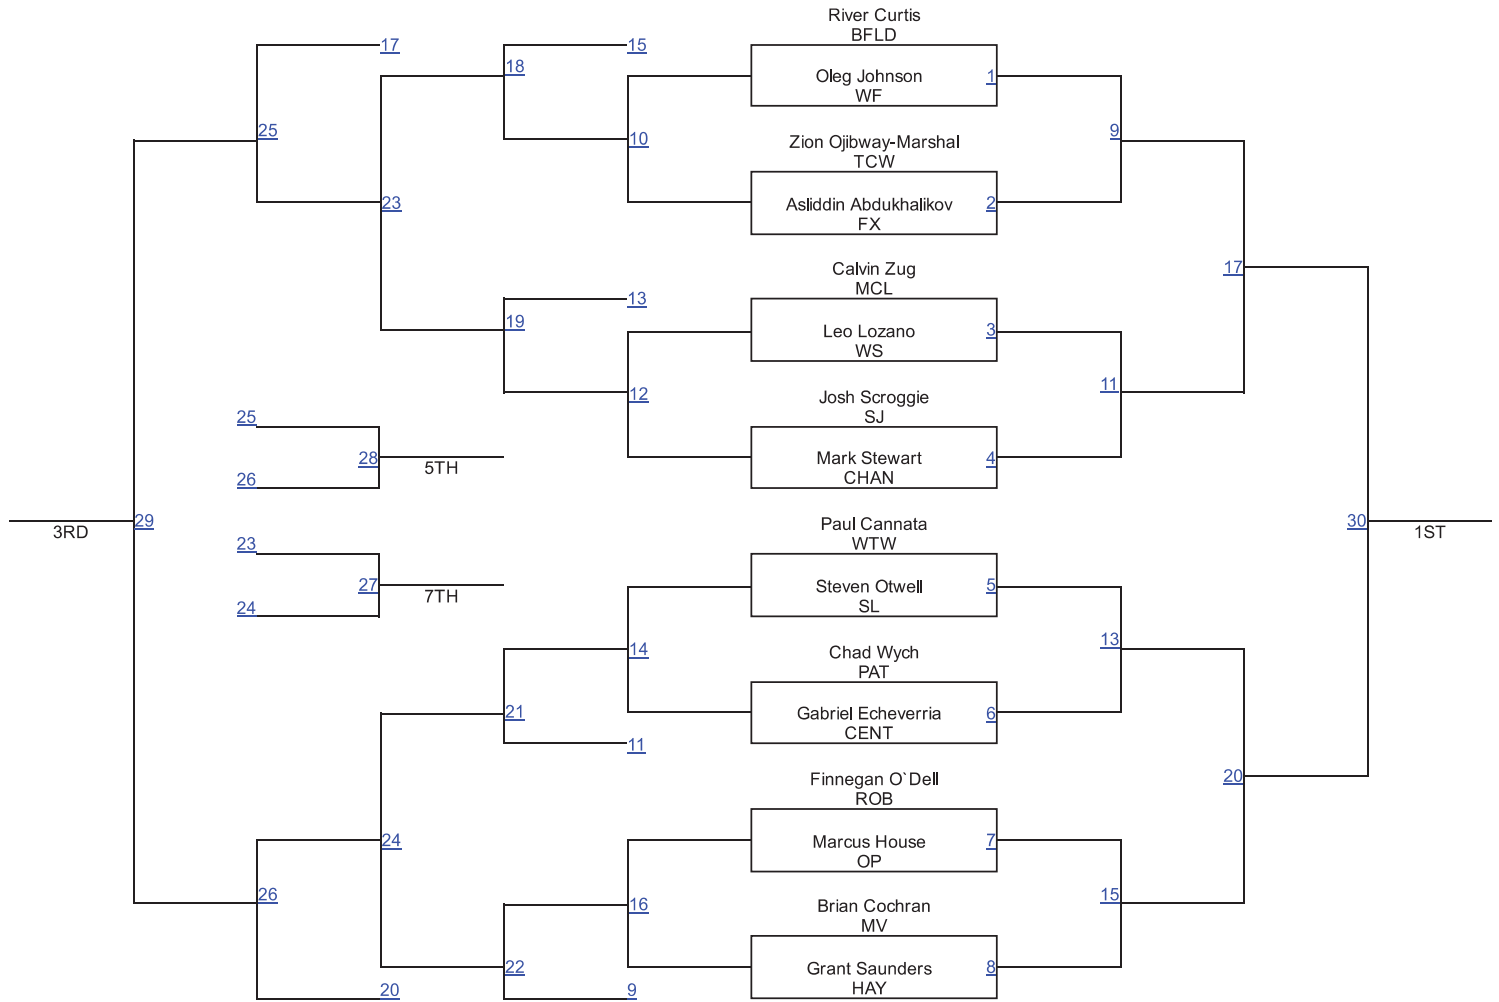 River Curtis
BFLD
17
15
18
Oleg Johnson
1
WF
25
10
9
Zion Ojibway-Marshal
TCW
23
Asliddin Abdukhalikov
2
FX
Calvin Zug
17
MCL
13
19
Leo Lozano
3
WS
12
11
Josh Scroggie
SJ
25
28
5TH
Mark Stewart
4
26
CHAN
Paul Cannata
3RD
29
30
1ST
WTW
23
27
7TH
Steven Otwell
5
24
SL
14
13
Chad Wych
PAT
21
Gabriel Echeverria
6
CENT
11
Finnegan O`Dell
20
ROB
24
Marcus House
7
OP
26
16
15
Brian Cochran
MV
22
Grant Saunders
8
HAY
20
9